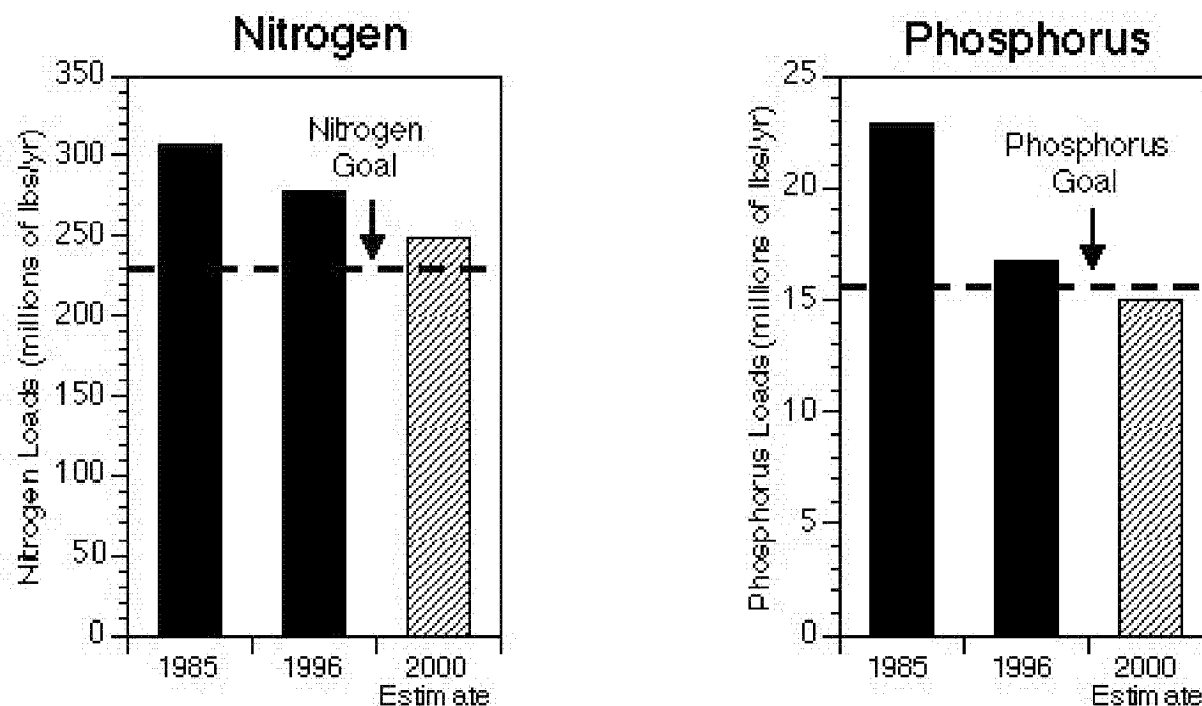 Nitrogen
Nitrogen Loads (millions of lbs/yr)
350
300
250
200
150
100
50
0
Nitrogen
Goal
1985 1996 2000
Estimate
Phosphorus
Phosphorus Loads (millions of lbs/yr)
25
20
15
10
5
0
Phosphorus
Goal
1985 1996 2000
Estimate